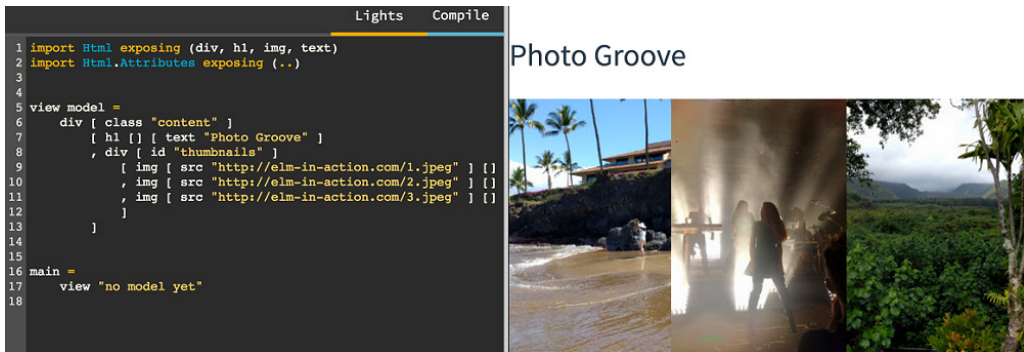 Lights Compile
1 import Html exposing (div, h1, img, text)
2 import Html.Attributes exposing (..)
3
4
5 view model =
6     div [ class "content" ]
7         [ h1 [] [ text "Photo Groove" ]
8         , div [ id "thumbnails" ]
9             [ img [ src "http://elm-in-action.com/1.jpeg" ] []
10             , img [ src "http://elm-in-action.com/2.jpeg" ] []
11             , img [ src "http://elm-in-action.com/3.jpeg" ] []
12             ]
13         ]
14
15
16 main =
17     view "no model yet"
18
Photo Groove